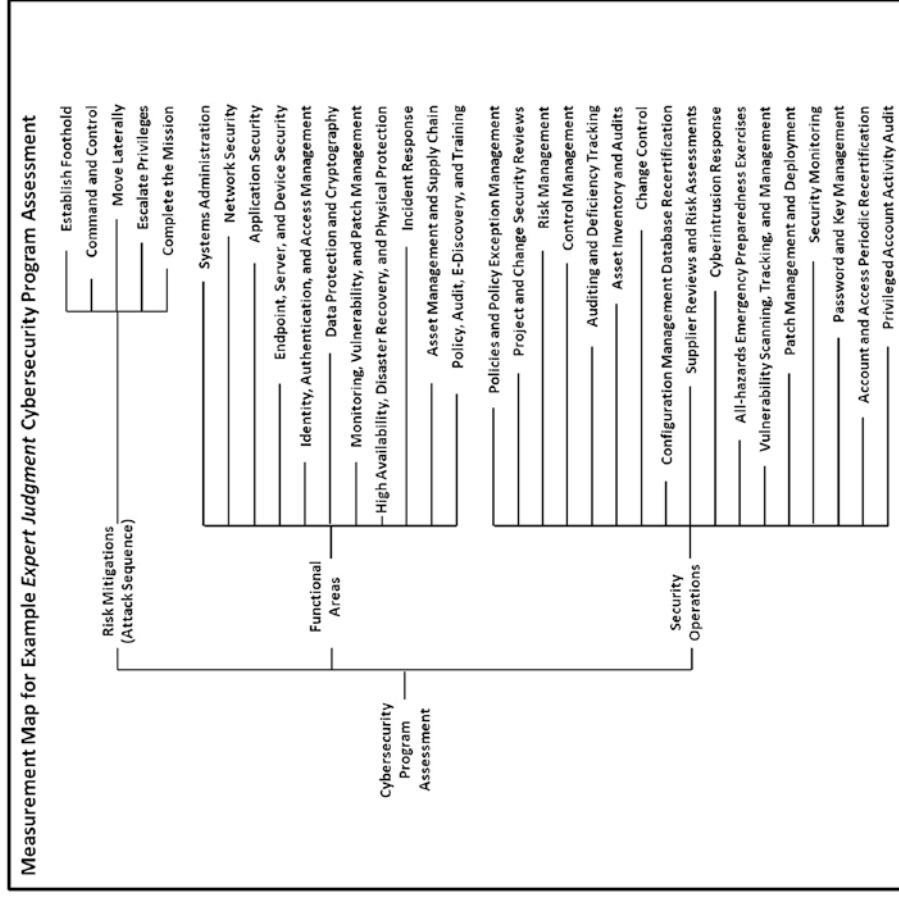 Measurement Map for Example Expert Judgment Cybersecurity Program Assessment
Cybersecurity
Program
Assessment
Risk Mitigations
(Attack Sequence)
Establish Foothold
Command and Control
Move Laterally
Escalate Privileges
Complete the Mission
Functional
Areas
Systems Administration
Network Security
Application Security
Endpoint, Server, and Device Security
Identity, Authentication, and Access Management
Data Protection and Cryptography
Monitoring, Vulnerability, and Patch Management
High Availability, Disaster Recovery, and Physical Protection
Incident Response
Asset Management and Supply Chain
Policy, Audit, E-Discovery, and Training
Security
Operations
Policies and Policy Exception Management
Project and Change Security Reviews
Risk Management
Control Management
Auditing and Deficiency Tracking
Asset Inventory and Audits
Change Control
Configuration Management Database Recertification
Supplier Reviews and Risk Assessments
Cyberintrusion Response
All-hazards Emergency Preparedness Exercises
Vulnerability Scanning, Tracking, and Management
Patch Management and Deployment
Security Monitoring
Password and Key Management
Account and Access Periodic Recertification
Privileged Account Activity Audit